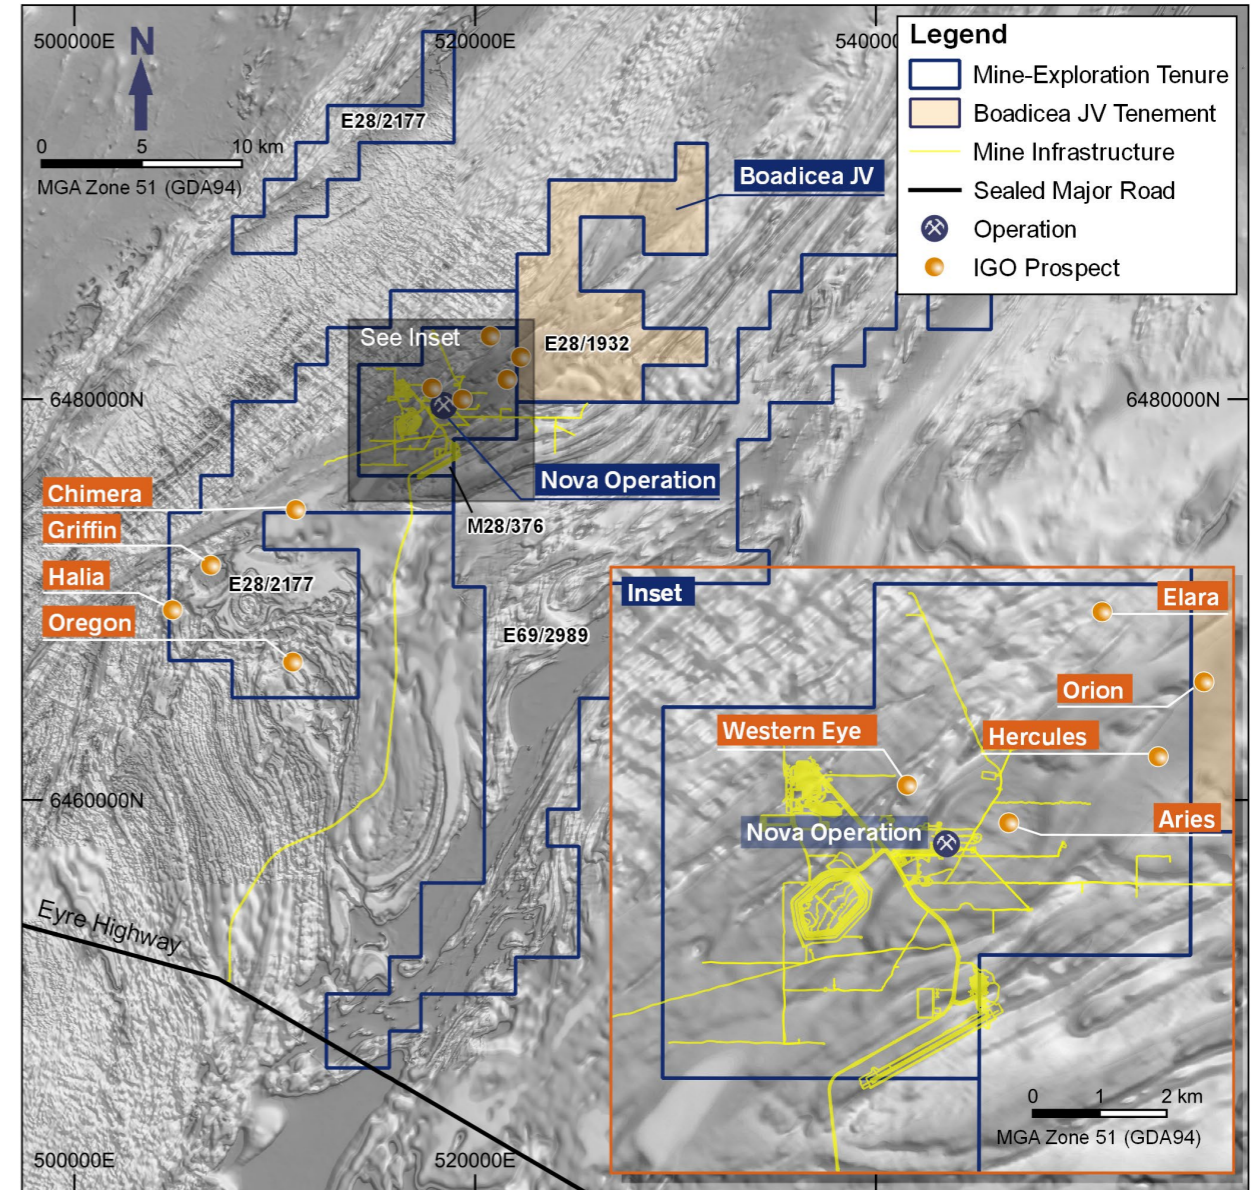 500000E
520000E
540000
N
0 5 10 km
MGA Zone 51 (GDA94)
Legend
Mine-Exploration Tenure
Boadicea JV Tenement
Mine Infrastructure
Sealed Major Road
Operation
IGO Prospect
E28/2177
Boadicea JV
See Inset
E28/1932
6480000N
6480000N
Nova Operation
M28/376
Chimera
Griffin
Halia
E28/2177
Oregon
E69/2989
6460000N
Eyre Highway
500000E
520000E
Inset
Elara
Orion
Western Eye
Hercules
Nova Operation
Aries
0 1 2 km
MGA Zone 51 (GDA94)